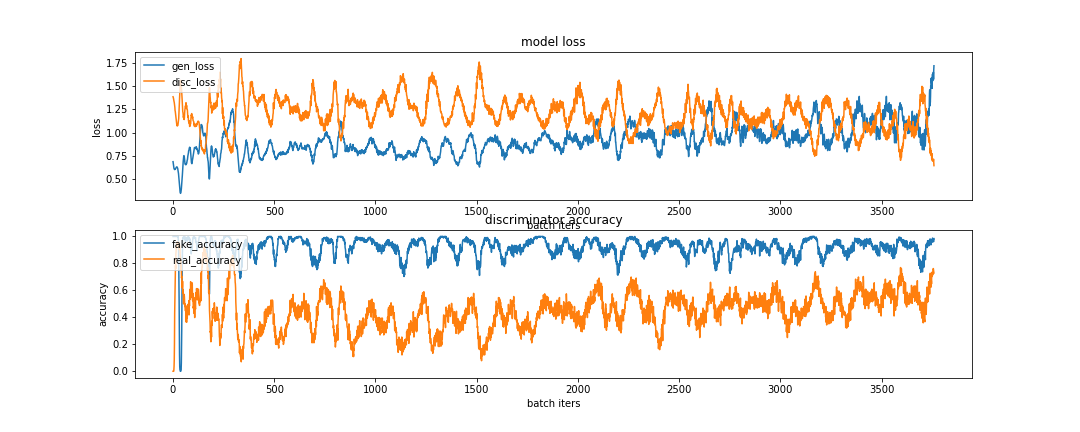 model loss
gen_loss
disc_loss
1.75
1.50
1.25
1.00
0.75
0.50
loss
0 500 1000 1500 2000 2500 3000 3500
batch iters
discriminator accuracy
fake_accuracy
real_accuracy
1.0
0.8
0.6
0.4
0.2
0.0
accuracy
0 500 1000 1500 2000 2500 3000 3500
batch iters